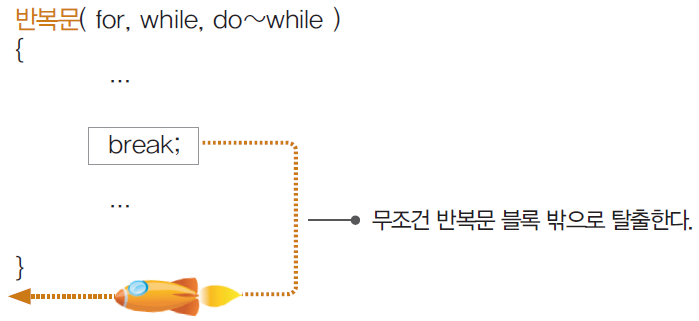 반복문( for, while, do~while )
{
...
break;
...
무조건 반복문 블록 밖으로 탈출한다.
}